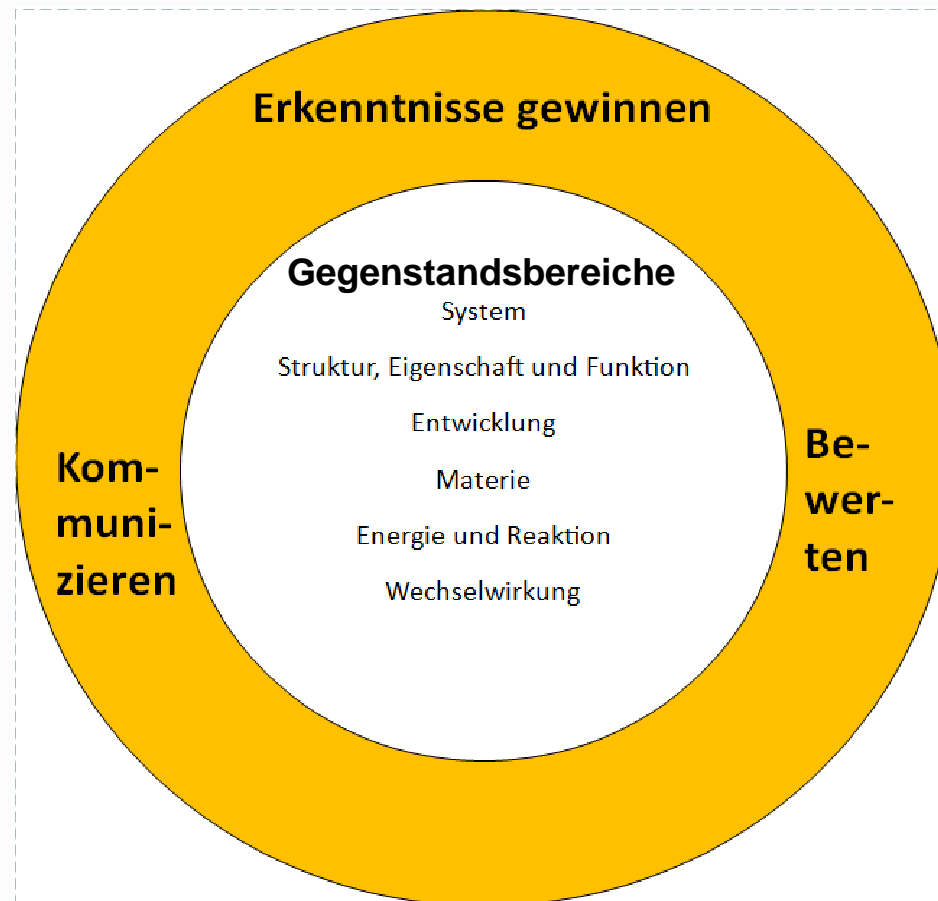 Erkenntnisse gewinnen
Gegenstandsbereiche
System
Struktur, Eigenschaft und Funktion
Entwicklung
Materie
Energie und Reaktion
Wechselwirkung
Kom-
muni-
zieren
Be-
wer-
ten